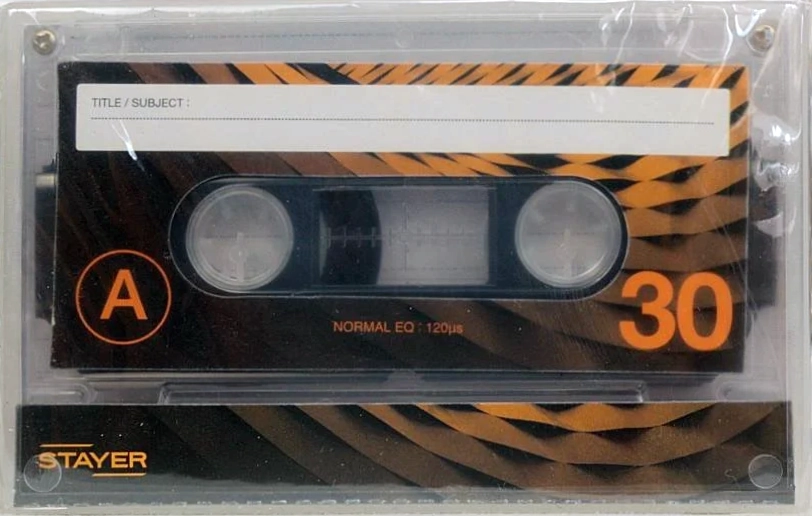 TITLE / SUBJECT :
A
30
NORMAL EQ : 120µs
STAYER